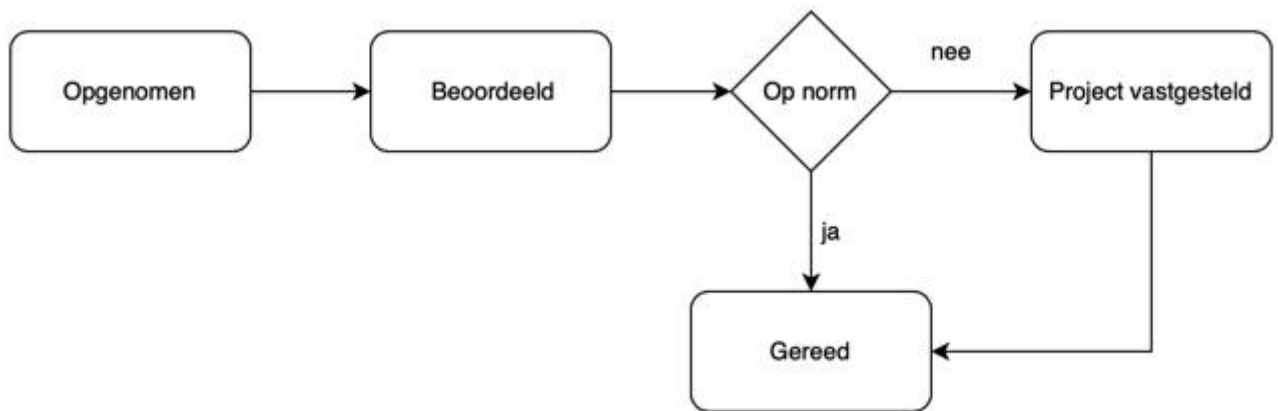 Opgenomen
Beoordeeld
Op norm
nee
Project vastgesteld
ja
Gereed